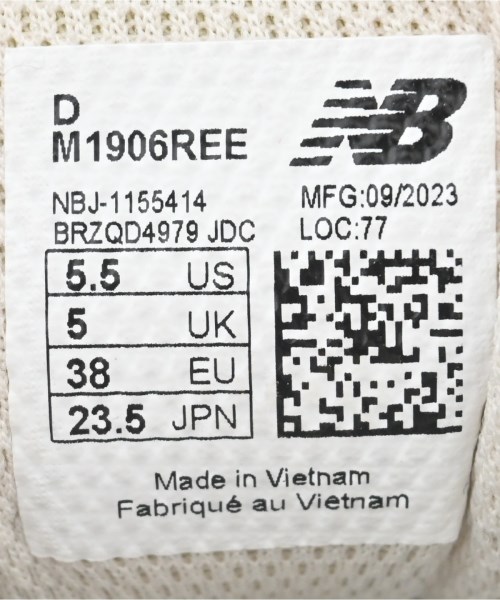 D
M1906REE
NB
NBJ-1155414
MFG:09/2023
BRZQD4979 JDC
LOC:77
5.5 US
5 UK
38 EU
23.5 JPN
Made in Vietnam
Fabriqué au Vietnam